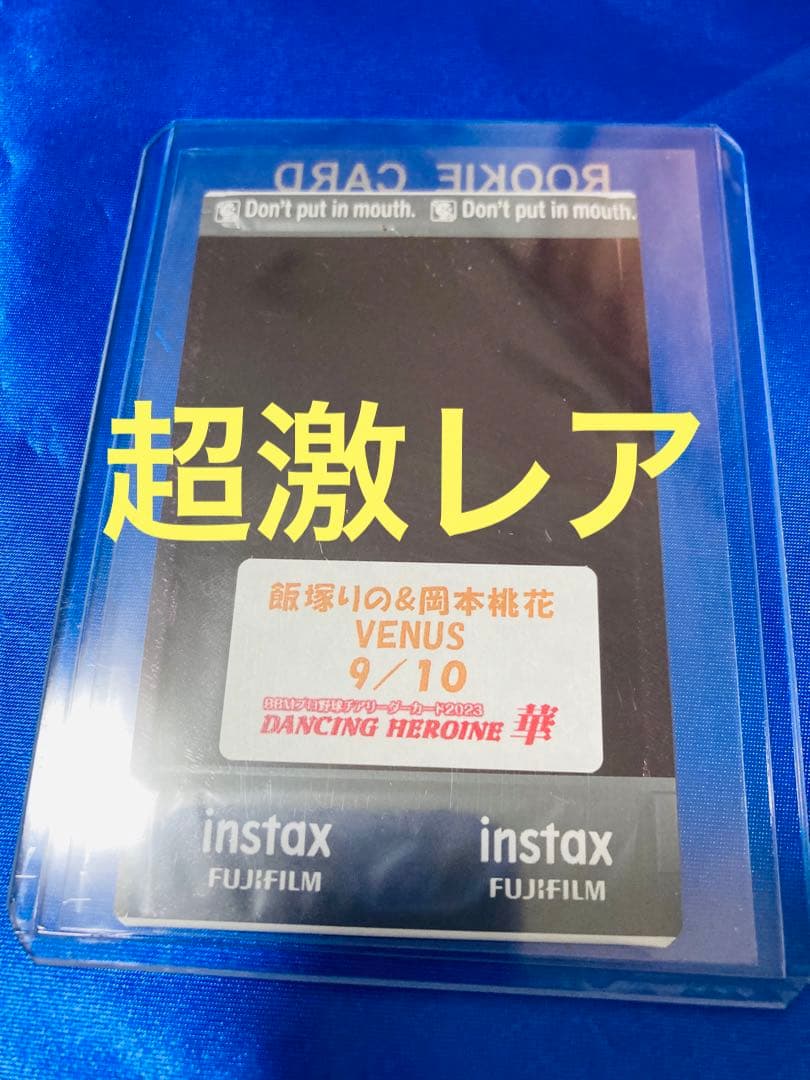 ROOKIE CARD
Don't put in mouth. Don't put in mouth.
超激レア
飯塚りの&岡本桃花
VENUS
9/10
BBMプロ野球チアリーダーカード2023
DANCING HEROINE 華
instax instax
FUJIFILM FUJIFILM